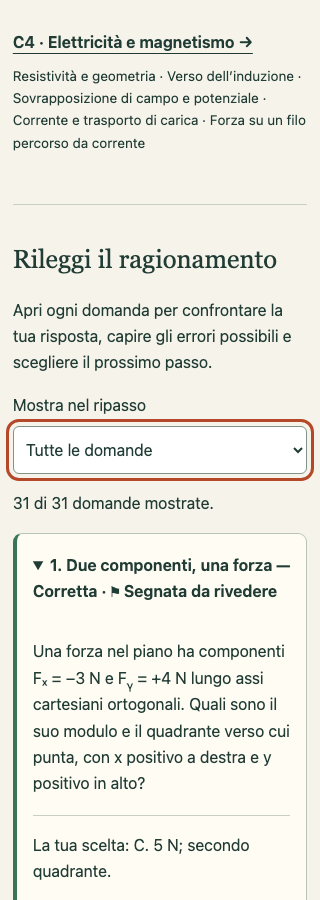 C4 · Elettricità e magnetismo →
Resistività e geometria · Verso dell’induzione ·
Sovrapposizione di campo e potenziale ·
Corrente e trasporto di carica · Forza su un filo
percorso da corrente
Rileggi il ragionamento
Apri ogni domanda per confrontare la
tua risposta, capire gli errori possibili e
scegliere il prossimo passo.
Mostra nel ripasso
Tutte le domande
31 di 31 domande mostrate.
▼ 1. Due componenti, una forza —
Corretta · ⚑ Segnata da rivedere
Una forza nel piano ha componenti
Fₓ = −3 N e Fᵧ = +4 N lungo assi
cartesiani ortogonali. Quali sono il
suo modulo e il quadrante verso cui
punta, con x positivo a destra e y
positivo in alto?
La tua scelta: C. 5 N; secondo
quadrante.